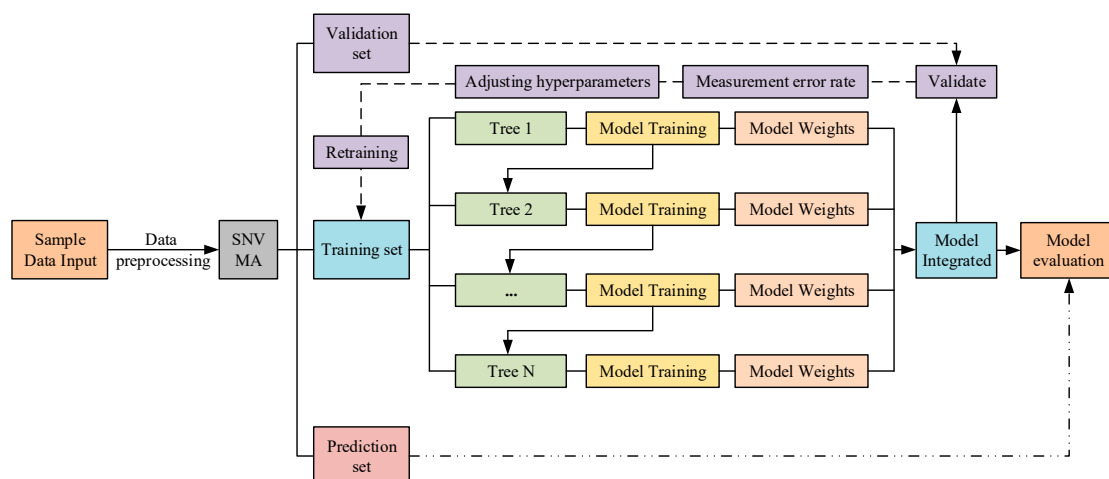 Validation
set
Adjusting hyperparameters
Measurement error rate
Validate
Retraining
Tree 1
Model Training
Model Weights
Tree 2
Model Training
Model Weights
Sample
Data Input
Data
preprocessing
SNV
MA
Training set
...
Model Training
Model Weights
Tree N
Model Training
Model Weights
Model
Integrated
Model
evaluation
Prediction
set